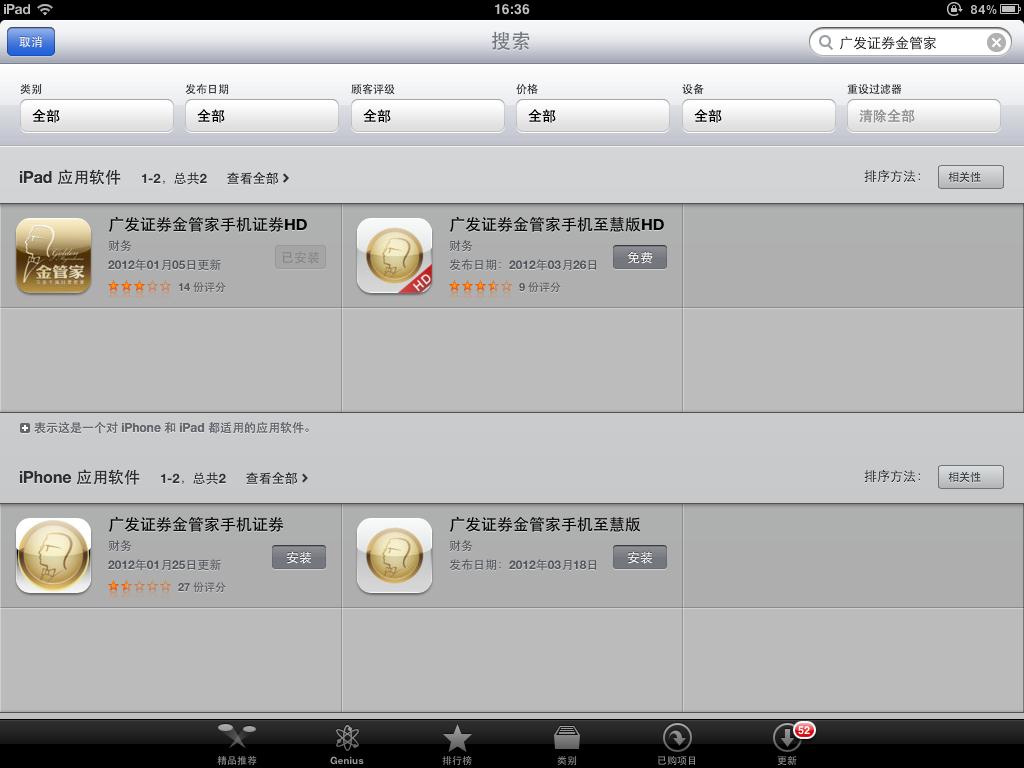 iPad 16:36 84%
取消 搜索 广发证券金管家
类别 发布日期 顾客评级 价格 设备 重设过滤器
全部 全部 全部 全部 全部 清除全部
iPad 应用软件 1-2，总共2 查看全部 排序方法： 相关性
广发证券金管家手机证券HD
财务
已安装
2012年01月05日更新
14 份评分
Golden
金管家
广发证券金管家手机至慧版HD
财务
免费
发布日期：2012年03月26日
9 份评分
HD
表示这是一个对 iPhone 和 iPad 都适用的应用软件。
iPhone 应用软件 1-2，总共2 查看全部 排序方法： 相关性
广发证券金管家手机证券
财务
安装
2012年01月25日更新
27 份评分
广发证券金管家手机至慧版
财务
安装
发布日期：2012年03月18日
精品推荐 Genius 排行榜 类别 已购项目 更新
52